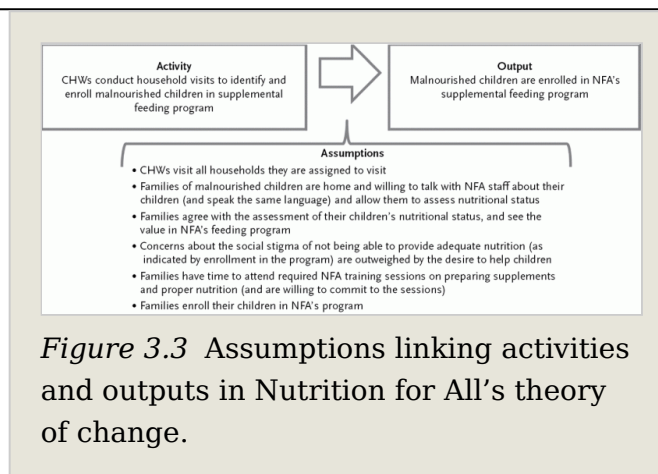 Activity
CHWs conduct household visits to identify and
enroll malnourished children in supplemental
feeding program
Output
Malnourished children are enrolled in NFA's
supplemental feeding program
Assumptions
• CHWs visit all households they are assigned to visit
• Families of malnourished children are home and willing to talk with NFA staff about their
children (and speak the same language) and allow them to assess nutritional status
• Families agree with the assessment of their children's nutritional status, and see the
value in NFA's feeding program
• Concerns about the social stigma of not being able to provide adequate nutrition (as
indicated by enrollment in the program) are outweighed by the desire to help children
• Families have time to attend required NFA training sessions on preparing supplements
and proper nutrition (and are willing to commit to the sessions)
• Families enroll their children in NFA's program
Figure 3.3 Assumptions linking activities
and outputs in Nutrition for All's theory
of change.